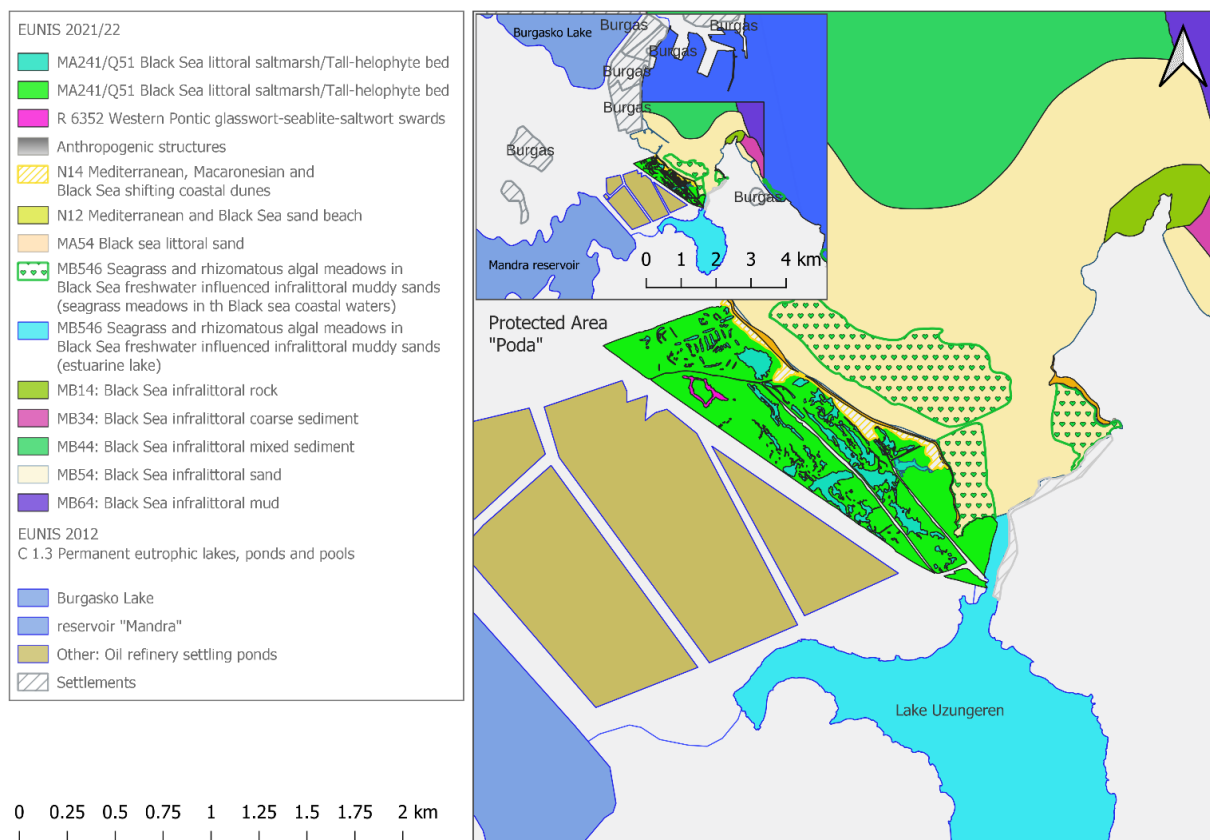 EUNIS 2021/22
MA241/Q51 Black Sea littoral saltmarsh/Tall-helophyte bed
MA241/Q51 Black Sea littoral saltmarsh/Tall-helophyte bed
R 6352 Western Pontic glasswort-seablite-saltwort swards
Anthropogenic structures
N14 Mediterranean, Macaronesian and
Black Sea shifting coastal dunes
N12 Mediterranean and Black Sea sand beach
MA54 Black sea littoral sand
MB546 Seagrass and rhizomatous algal meadows in
Black Sea freshwater influenced infralittoral muddy sands
(seagrass meadows in th Black sea coastal waters)
MB546 Seagrass and rhizomatous algal meadows in
Black Sea freshwater influenced infralittoral muddy sands
(estuarine lake)
MB14: Black Sea infralittoral rock
MB34: Black Sea infralittoral coarse sediment
MB44: Black Sea infralittoral mixed sediment
MB54: Black Sea infralittoral sand
MB64: Black Sea infralittoral mud
EUNIS 2012
C 1.3 Permanent eutrophic lakes, ponds and pools
Burgasko Lake
reservoir "Mandra"
Other: Oil refinery settling ponds
Settlements
0 0.25 0.5 0.75 1 1.25 1.5 1.75 2 km
Burgas
Burgas
Burgasko Lake
Burgas
Burgas
Burgas
Burgas
Burgas
Mandra reservoir
0 1 2 3 4 km
Protected Area
"Poda"
Lake Uzungeren